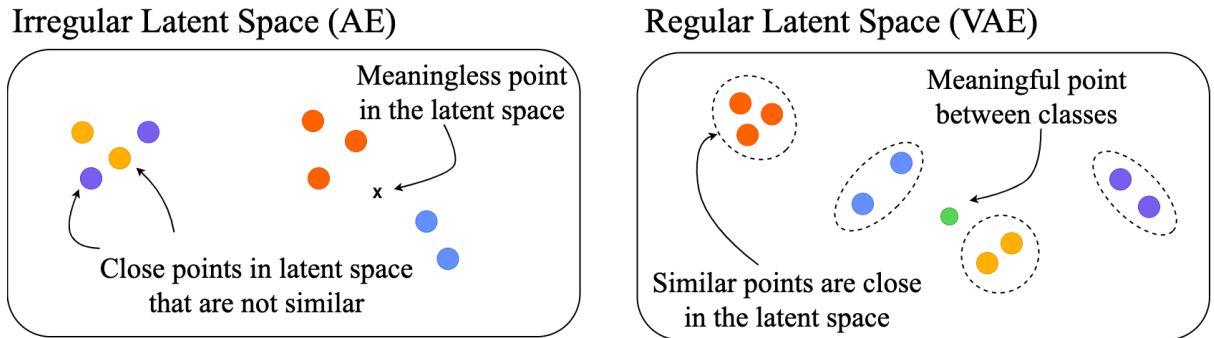 Irregular Latent Space (AE)
Meaningless point
in the latent space
x
Close points in latent space
that are not similar
Regular Latent Space (VAE)
Meaningful point
between classes
Similar points are close
in the latent space